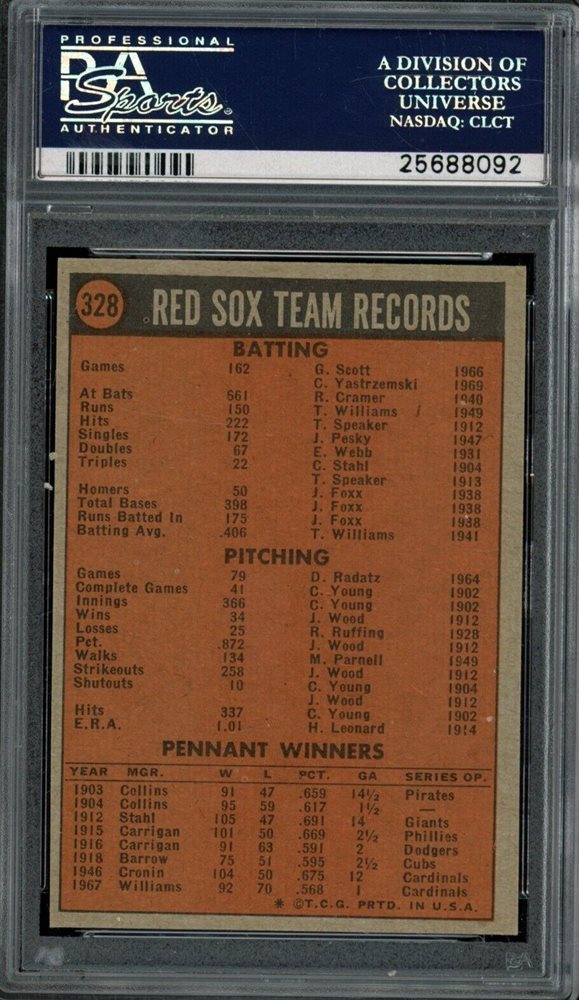 PROFESSIONAL
PSA
Sports
AUTHENTICATOR
A DIVISION OF
COLLECTORS
UNIVERSE
NASDAQ: CLCT
25688092
328 RED SOX TEAM RECORDS
BATTING
Games 162 G. Scott 1966
C. Yastrzemski 1969
At Bats 661 R. Cramer 1940
Runs 150 T. Williams 1949
Hits 222 T. Speaker 1912
Singles 172 J. Pesky 1947
Doubles 67 E. Webb 1931
Triples 22 C. Stahl 1904
T. Speaker 1913
Homers 50 J. Foxx 1938
Total Bases 398 J. Foxx 1938
Runs Batted In 175 J. Foxx 1938
Batting Avg. .406 T. Williams 1941
PITCHING
Games 79 D. Radatz 1964
Complete Games 41 C. Young 1902
Innings 366 C. Young 1902
Wins 34 J. Wood 1912
Losses 25 R. Ruffing 1928
Pct. .872 J. Wood 1912
Walks 134 M. Parnell 1949
Strikeouts 258 J. Wood 1912
Shutouts 10 C. Young 1904
J. Wood 1912
Hits 337 C. Young 1902
E.R.A. 1.01 H. Leonard 1914
PENNANT WINNERS
YEAR MGR. W L PCT. GA SERIES OP.
1903 Collins 91 47 .659 14½ Pirates
1904 Collins 95 59 .617 1½ —
1912 Stahl 105 47 .691 14 Giants
1915 Carrigan 101 50 .669 2½ Phillies
1916 Carrigan 91 63 .591 2 Dodgers
1918 Barrow 75 51 .595 2½ Cubs
1946 Cronin 104 50 .675 12 Cardinals
1967 Williams 92 70 .568 1 Cardinals
* ©T.C.G. PRTD. IN U.S.A.